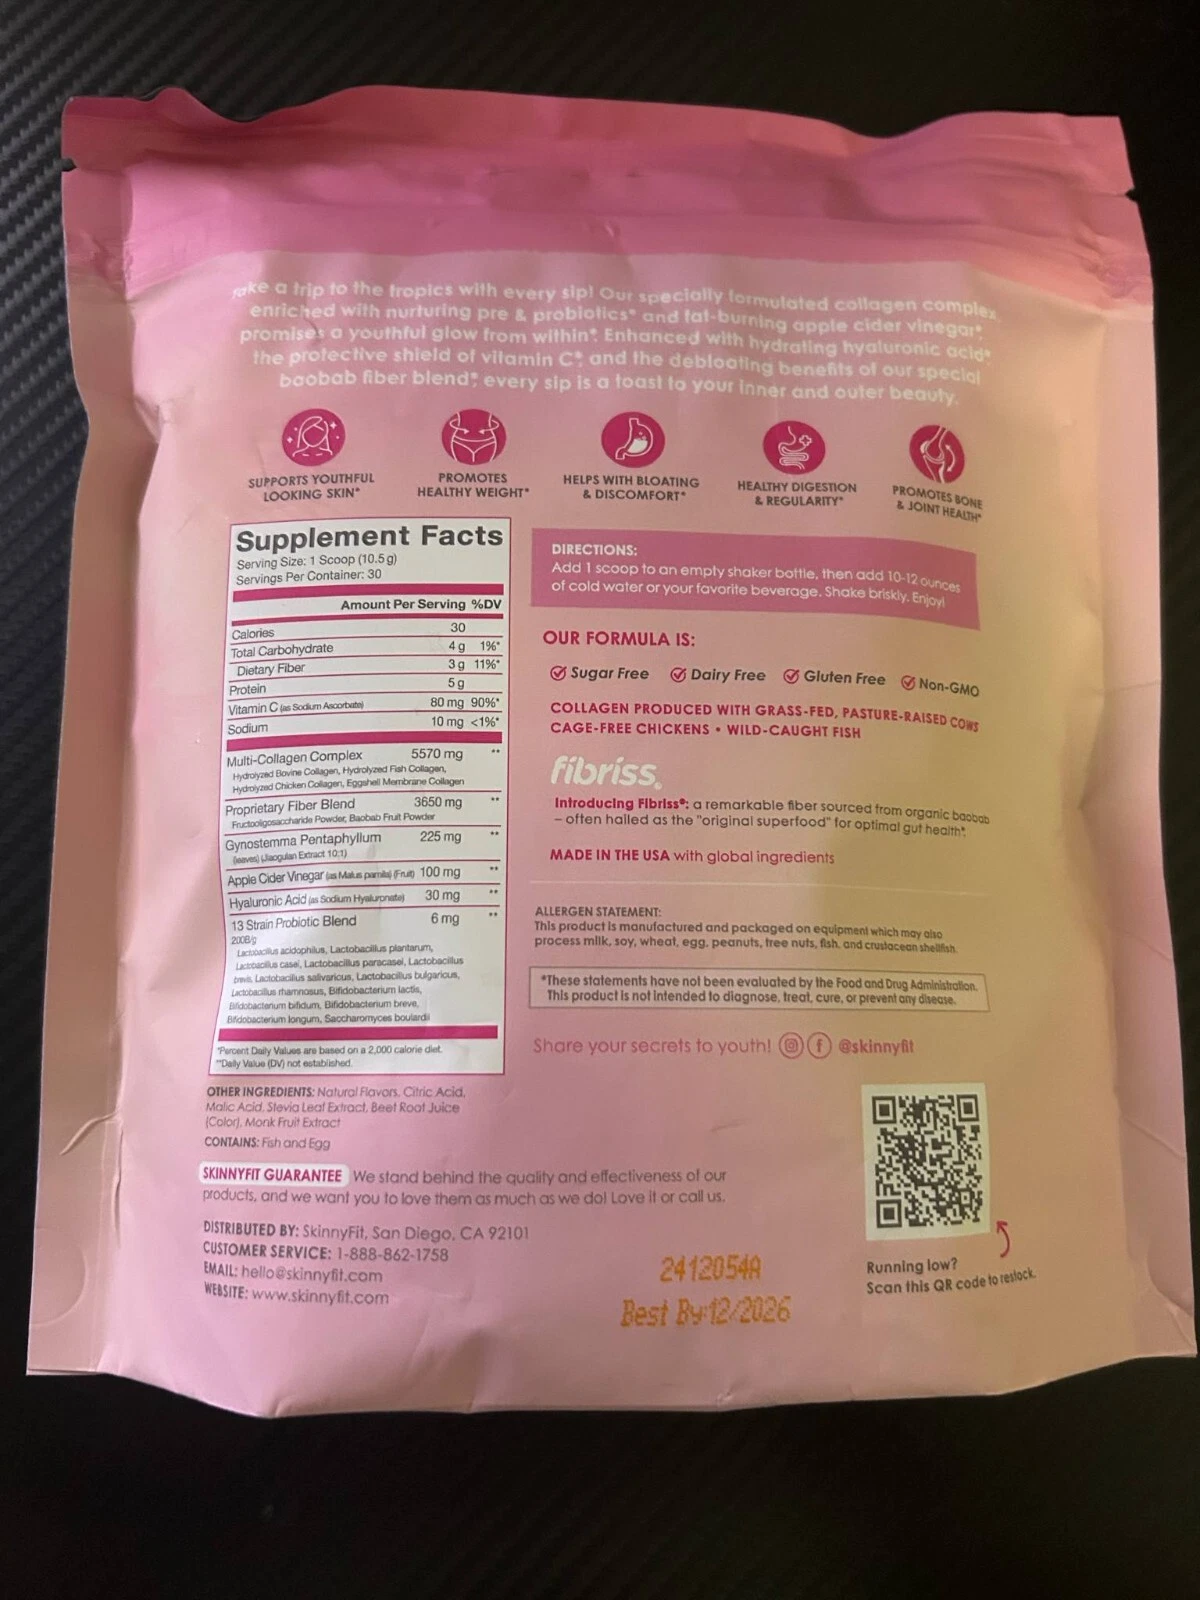 Take a trip to the tropics with every sip! Our specially formulated collagen complex,
enriched with nurturing pre & probiotics* and fat-burning apple cider vinegar*,
promises a youthful glow from within*. Enhanced with hydrating hyaluronic acid*
the protective shield of vitamin C*, and the debloating benefits of our special
baobab fiber blend*, every sip is a toast to your inner and outer beauty.
SUPPORTS YOUTHFUL
LOOKING SKIN*
PROMOTES
HEALTHY WEIGHT*
HELPS WITH BLOATING
& DISCOMFORT*
HEALTHY DIGESTION
& REGULARITY*
PROMOTES BONE
& JOINT HEALTH*
Supplement Facts
Serving Size: 1 Scoop (10.5 g)
Servings Per Container: 30
Amount Per Serving %DV
Calories 30
Total Carbohydrate 4 g 1%*
Dietary Fiber 3 g 11%*
Protein 5 g
Vitamin C (as Sodium Ascorbate) 80 mg 90%*
Sodium 10 mg <1%*
Multi-Collagen Complex 5570 mg **
Hydrolyzed Bovine Collagen, Hydrolyzed Fish Collagen,
Hydrolyzed Chicken Collagen, Eggshell Membrane Collagen
Proprietary Fiber Blend 3650 mg **
Fructooligosaccharide Powder, Baobab Fruit Powder
Gynostemma Pentaphyllum 225 mg **
(leaves) (Jiaogulan Extract 10:1)
Apple Cider Vinegar (as Malus pamila) (Fruit) 100 mg **
Hyaluronic Acid (as Sodium Hyaluronate) 30 mg **
13 Strain Probiotic Blend 6 mg **
200B/g
Lactobacillus acidophilus, Lactobacillus plantarum,
Lactobacillus casei, Lactobacillus paracasei, Lactobacillus
brevis, Lactobacillus salivaricus, Lactobacillus bulgaricus,
Lactobacillus rhamnosus, Bifidobacterium lactis,
Bifidobacterium bifidum, Bifidobacterium breve,
Bifidobacterium longum, Saccharomyces boulardii
*Percent Daily Values are based on a 2,000 calorie diet.
**Daily Value (DV) not established.
OTHER INGREDIENTS: Natural Flavors, Citric Acid,
Malic Acid, Stevia Leaf Extract, Beet Root Juice
(Color), Monk Fruit Extract
CONTAINS: Fish and Egg
DIRECTIONS:
Add 1 scoop to an empty shaker bottle, then add 10-12 ounces
of cold water or your favorite beverage. Shake briskly. Enjoy!
OUR FORMULA IS:
Sugar Free Dairy Free Gluten Free Non-GMO
COLLAGEN PRODUCED WITH GRASS-FED, PASTURE-RAISED COWS
CAGE-FREE CHICKENS • WILD-CAUGHT FISH
fibriss®
Introducing Fibriss®: a remarkable fiber sourced from organic baobab
– often hailed as the "original superfood" for optimal gut health*.
MADE IN THE USA with global ingredients
ALLERGEN STATEMENT:
This product is manufactured and packaged on equipment which may also
process milk, soy, wheat, egg, peanuts, tree nuts, fish, and crustacean shellfish.
*These statements have not been evaluated by the Food and Drug Administration.
This product is not intended to diagnose, treat, cure, or prevent any disease.
Share your secrets to youth! @skinnyfit
SKINNYFIT GUARANTEE We stand behind the quality and effectiveness of our
products, and we want you to love them as much as we do! Love it or call us.
DISTRIBUTED BY: SkinnyFit, San Diego, CA 92101
CUSTOMER SERVICE: 1-888-862-1758
EMAIL: hello@skinnyfit.com
WEBSITE: www.skinnyfit.com
2412054A
Best By:12/2026
Running low?
Scan this QR code to restock.